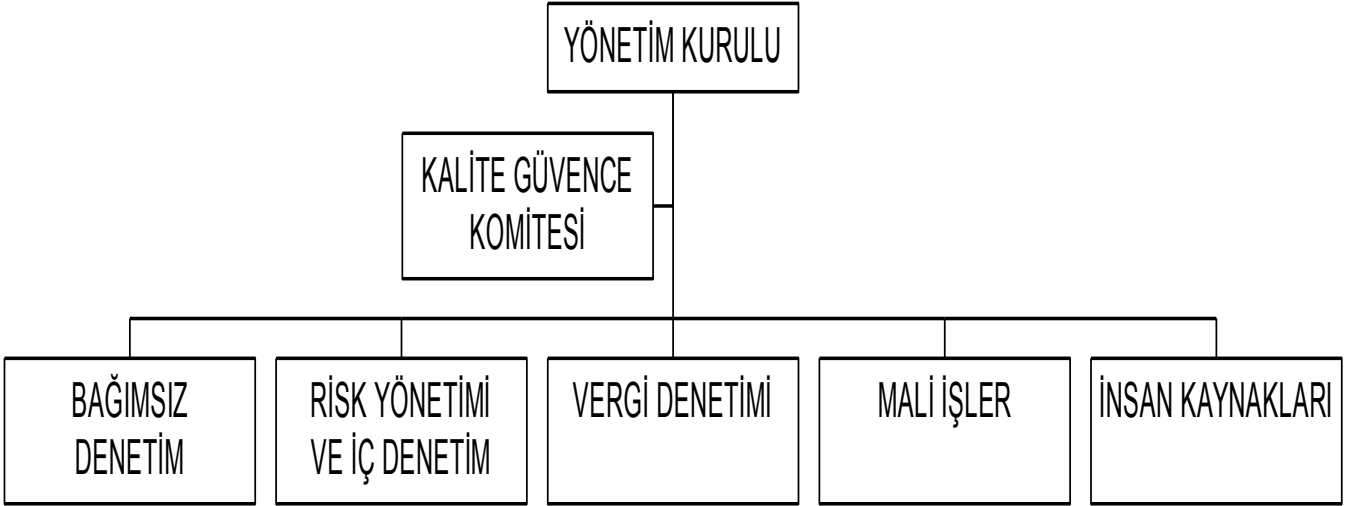 YÖNETİM KURULU
KALİTE GÜVENCE
KOMİTESİ
BAĞIMSIZ
DENETİM
RİSK YÖNETİMİ
VE İÇ DENETİM
VERGİ DENETİMİ
MALİ İŞLER
İNSAN KAYNAKLARI